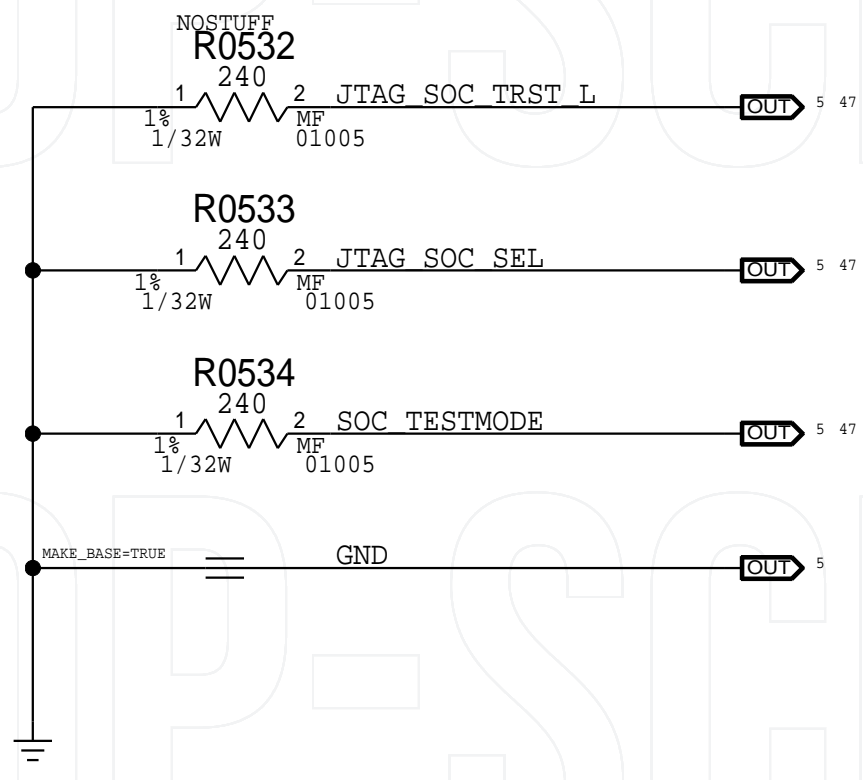 NOSTUFF
R0532
240
1 2 JTAG_SOC_TRST_L
OUT 5 47
1% MF
1/32W 01005
R0533
240
1 2 JTAG_SOC_SEL
OUT 5 47
1% MF
1/32W 01005
R0534
240
1 2 SOC_TESTMODE
OUT 5 47
1% MF
1/32W 01005
MAKE_BASE=TRUE GND
OUT 5